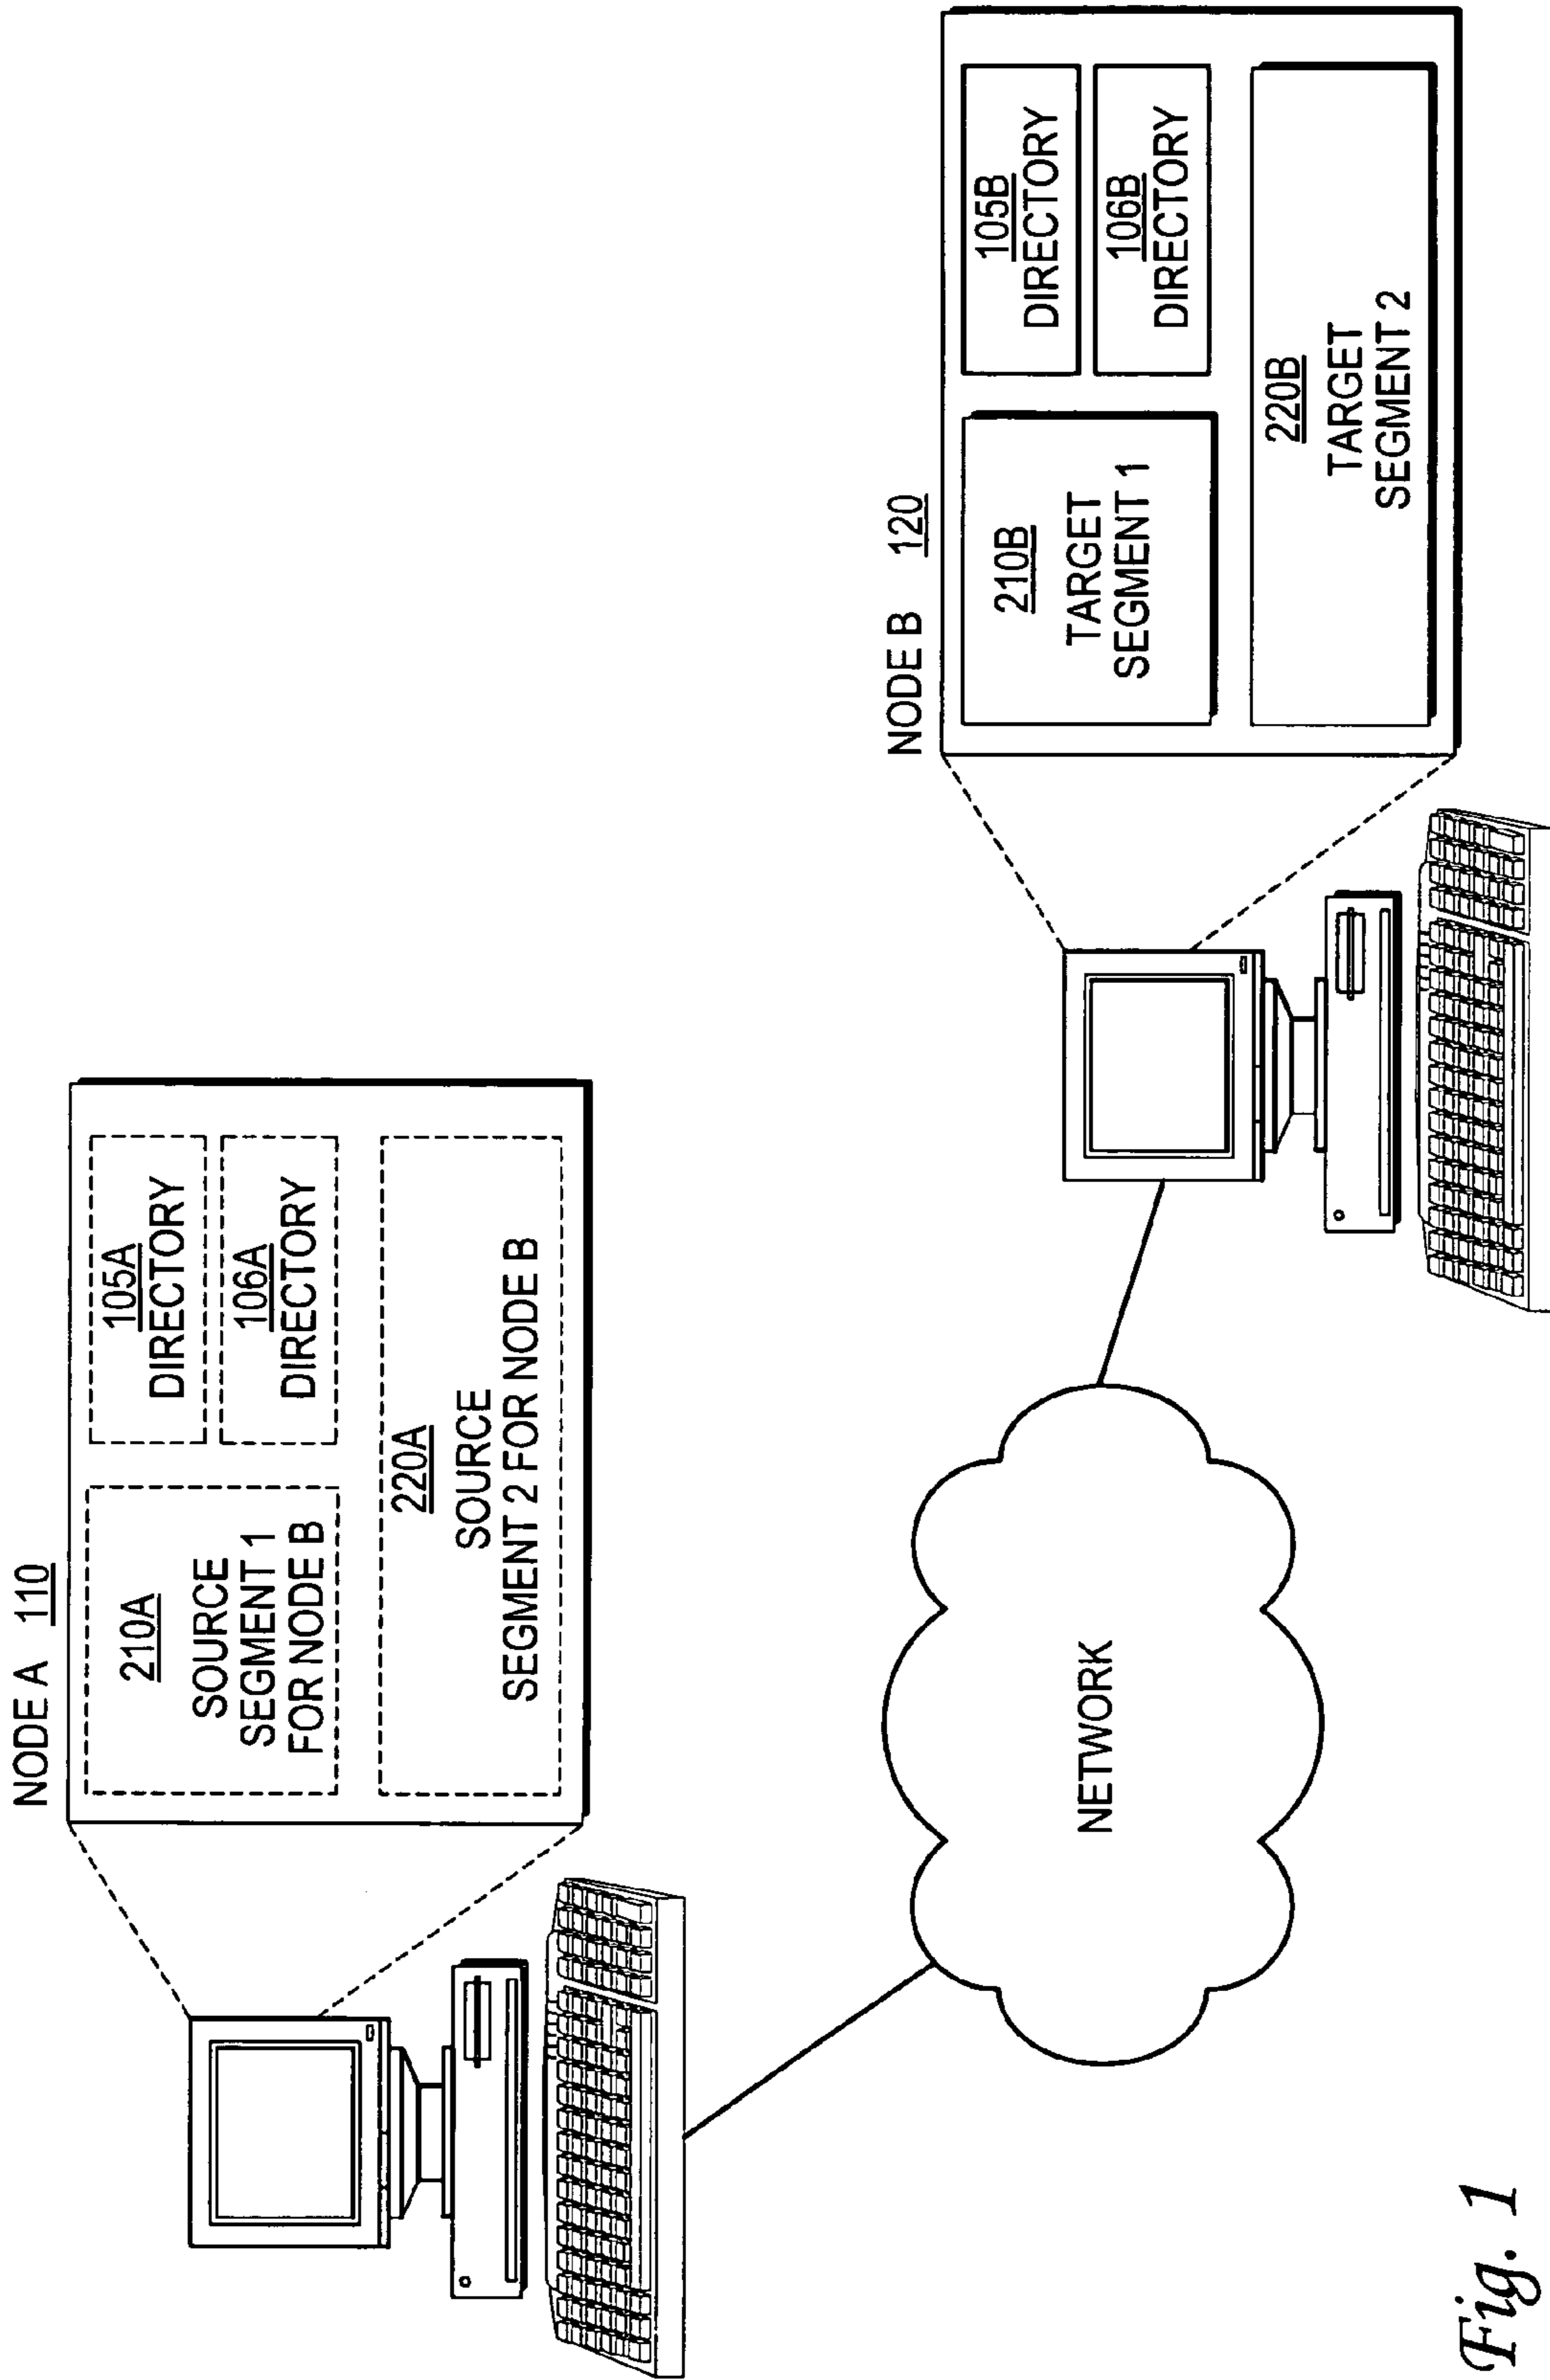 NODE A 110
210A
SOURCE
SEGMENT 1
FOR NODE B
105A
DIRECTORY
106A
DIRECTORY
220A
SOURCE
SEGMENT 2 FOR NODE B
NETWORK
NODE B 120
210B
TARGET
SEGMENT 1
105B
DIRECTORY
106B
DIRECTORY
220B
TARGET
SEGMENT 2
Fig. 1